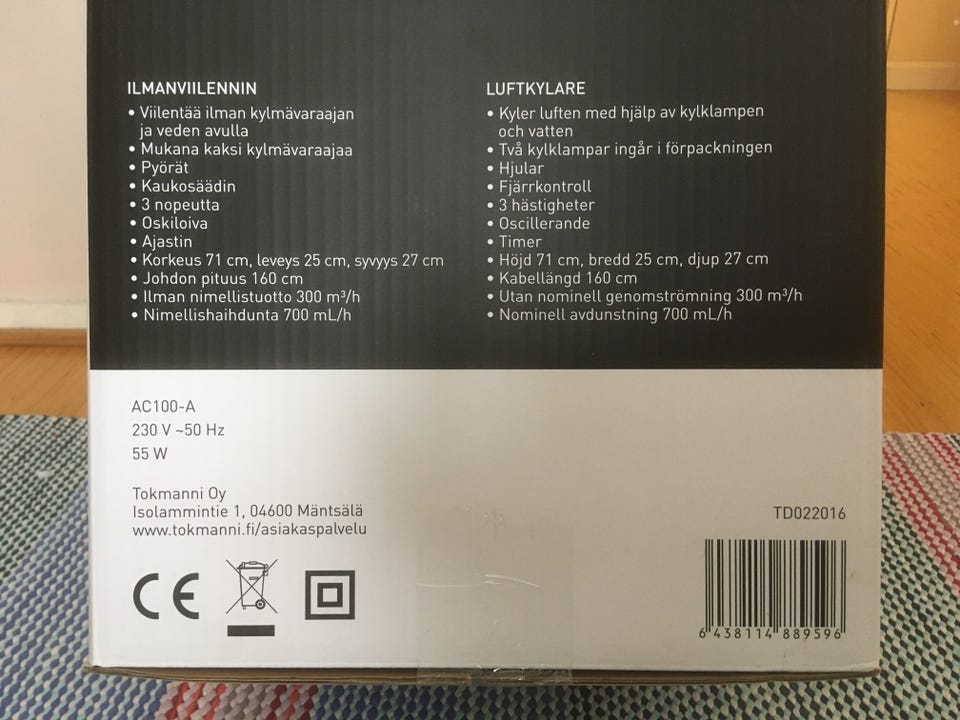 ILMANVIILENNIN
• Viilentää ilman kylmävaraajan
ja veden avulla
• Mukana kaksi kylmävaraajaa
• Pyörät
• Kaukosäädin
• 3 nopeutta
• Oskiloiva
• Ajastin
• Korkeus 71 cm, leveys 25 cm, syvyys 27 cm
• Johdon pituus 160 cm
• Ilman nimellistuotto 300 m³/h
• Nimellishaihdunta 700 mL/h
LUFTKYLARE
• Kyler luften med hjälp av kylklampen
och vatten
• Två kylklampar ingår i förpackningen
• Hjular
• Fjärrkontroll
• 3 hästigheter
• Oscillerande
• Timer
• Höjd 71 cm, bredd 25 cm, djup 27 cm
• Kabellängd 160 cm
• Utan nominell genomströmning 300 m³/h
• Nominell avdunstning 700 mL/h
AC100-A
230 V ~50 Hz
55 W
Tokmanni Oy
Isolammintie 1, 04600 Mäntsälä
www.tokmanni.fi/asiakaspalvelu
CE
TD022016
6 438114 889596